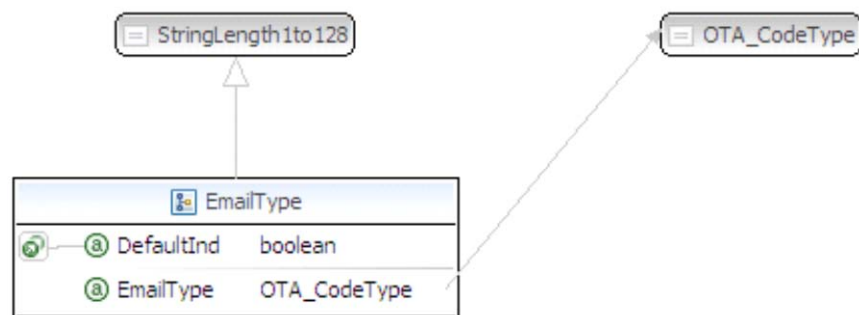 StringLength1to128
OTA_CodeType
EmailType
DefaultInd boolean
EmailType OTA_CodeType